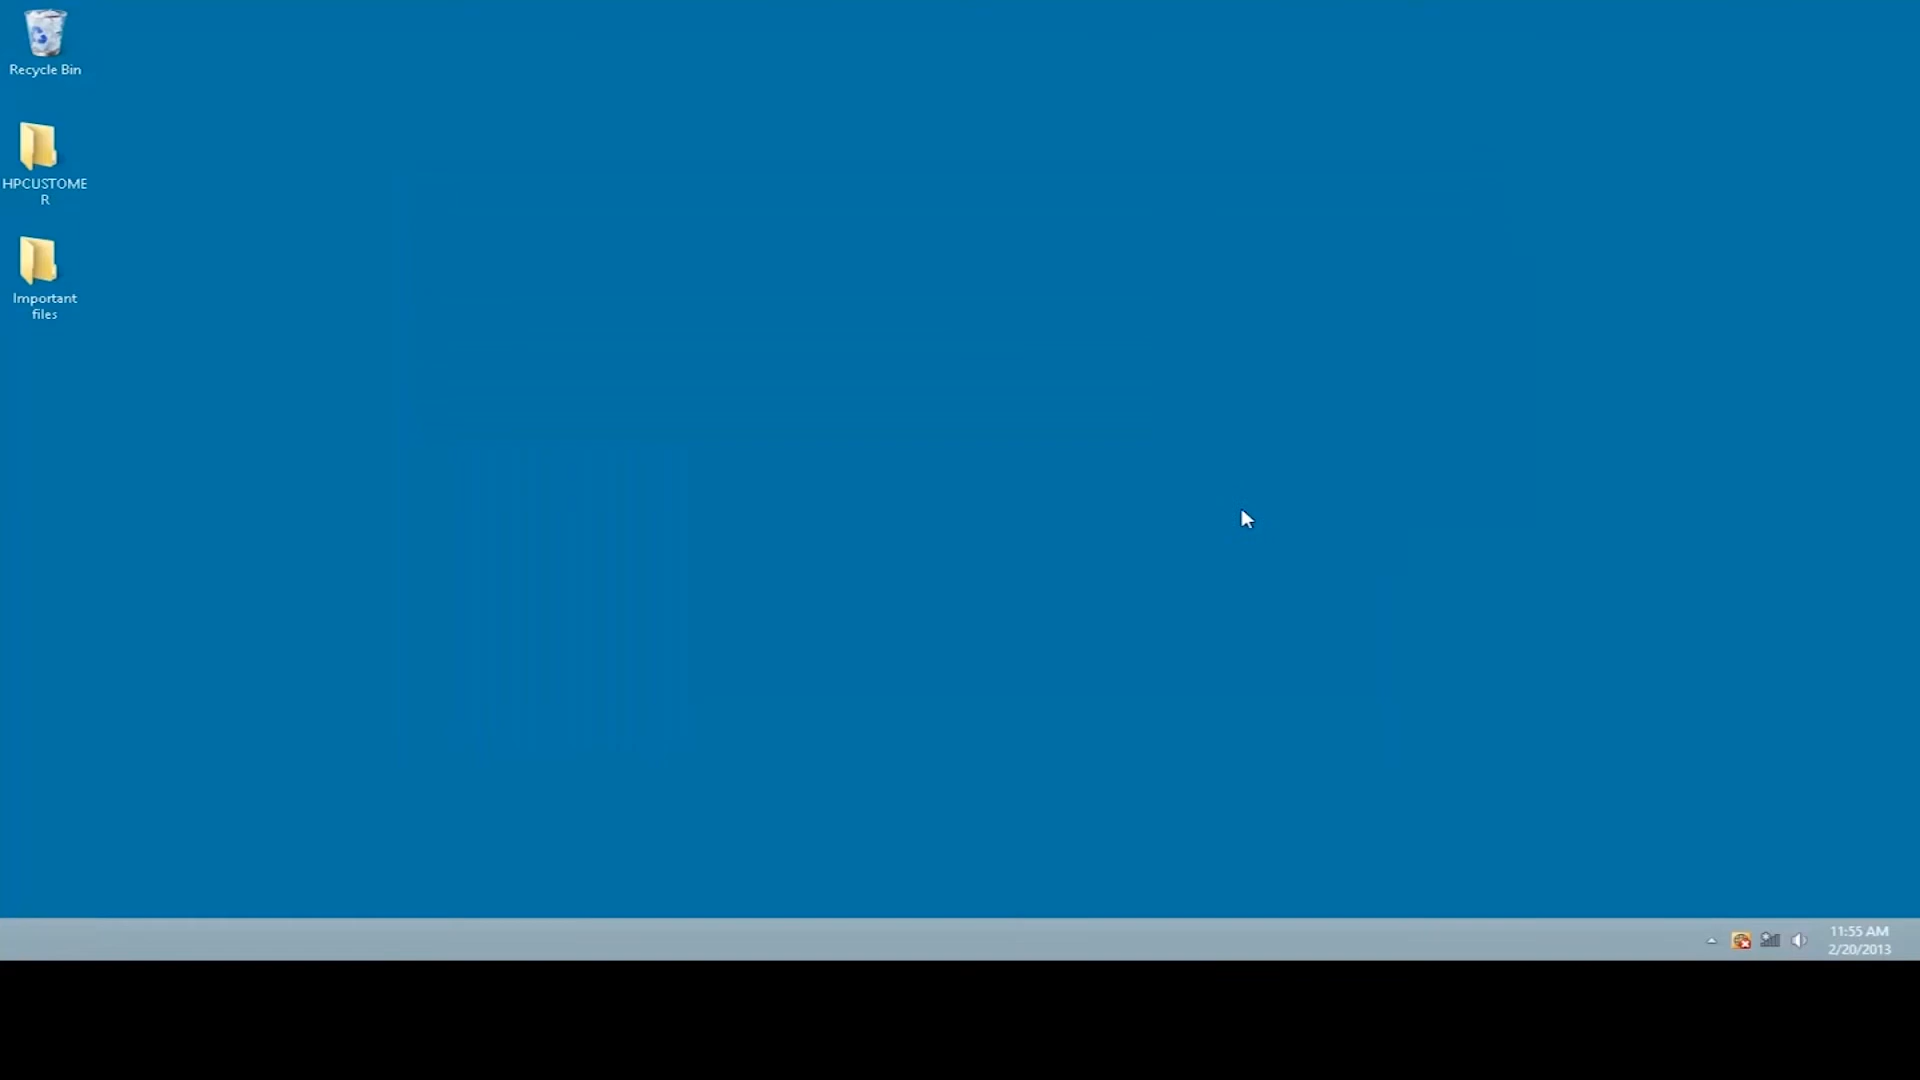 Recycle Bin
HPCUSTOME
R
Important
files
11:55 AM
2/20/2013